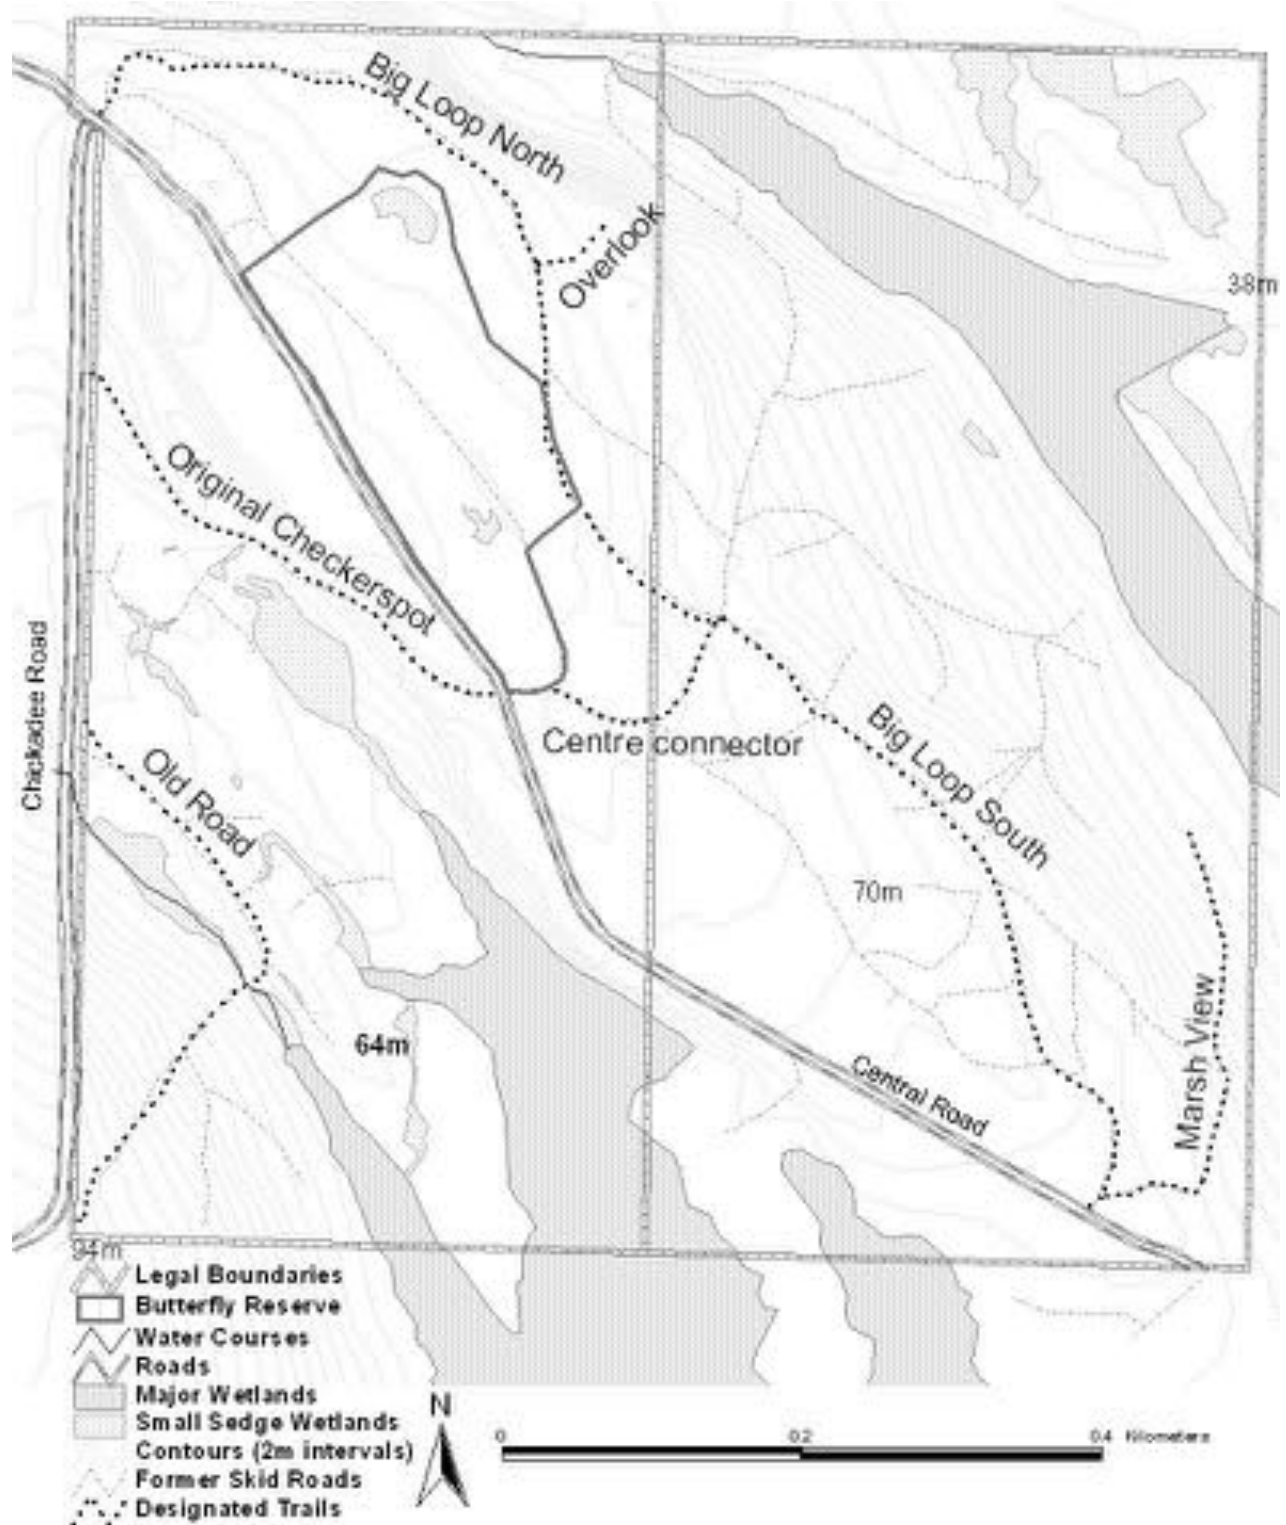 Big Loop North
Overlook
38m
Original Checkerspot
Chickadee Road
Centre connector
Big Loop South
Old Road
70m
Marsh View
64m
Central Road
94m
Legal Boundaries
Butterfly Reserve
Water Courses
Roads
Major Wetlands
Small Sedge Wetlands
Contours (2m intervals)
Former Skid Roads
Designated Trails
N
0 0.2 0.4 Kilometers